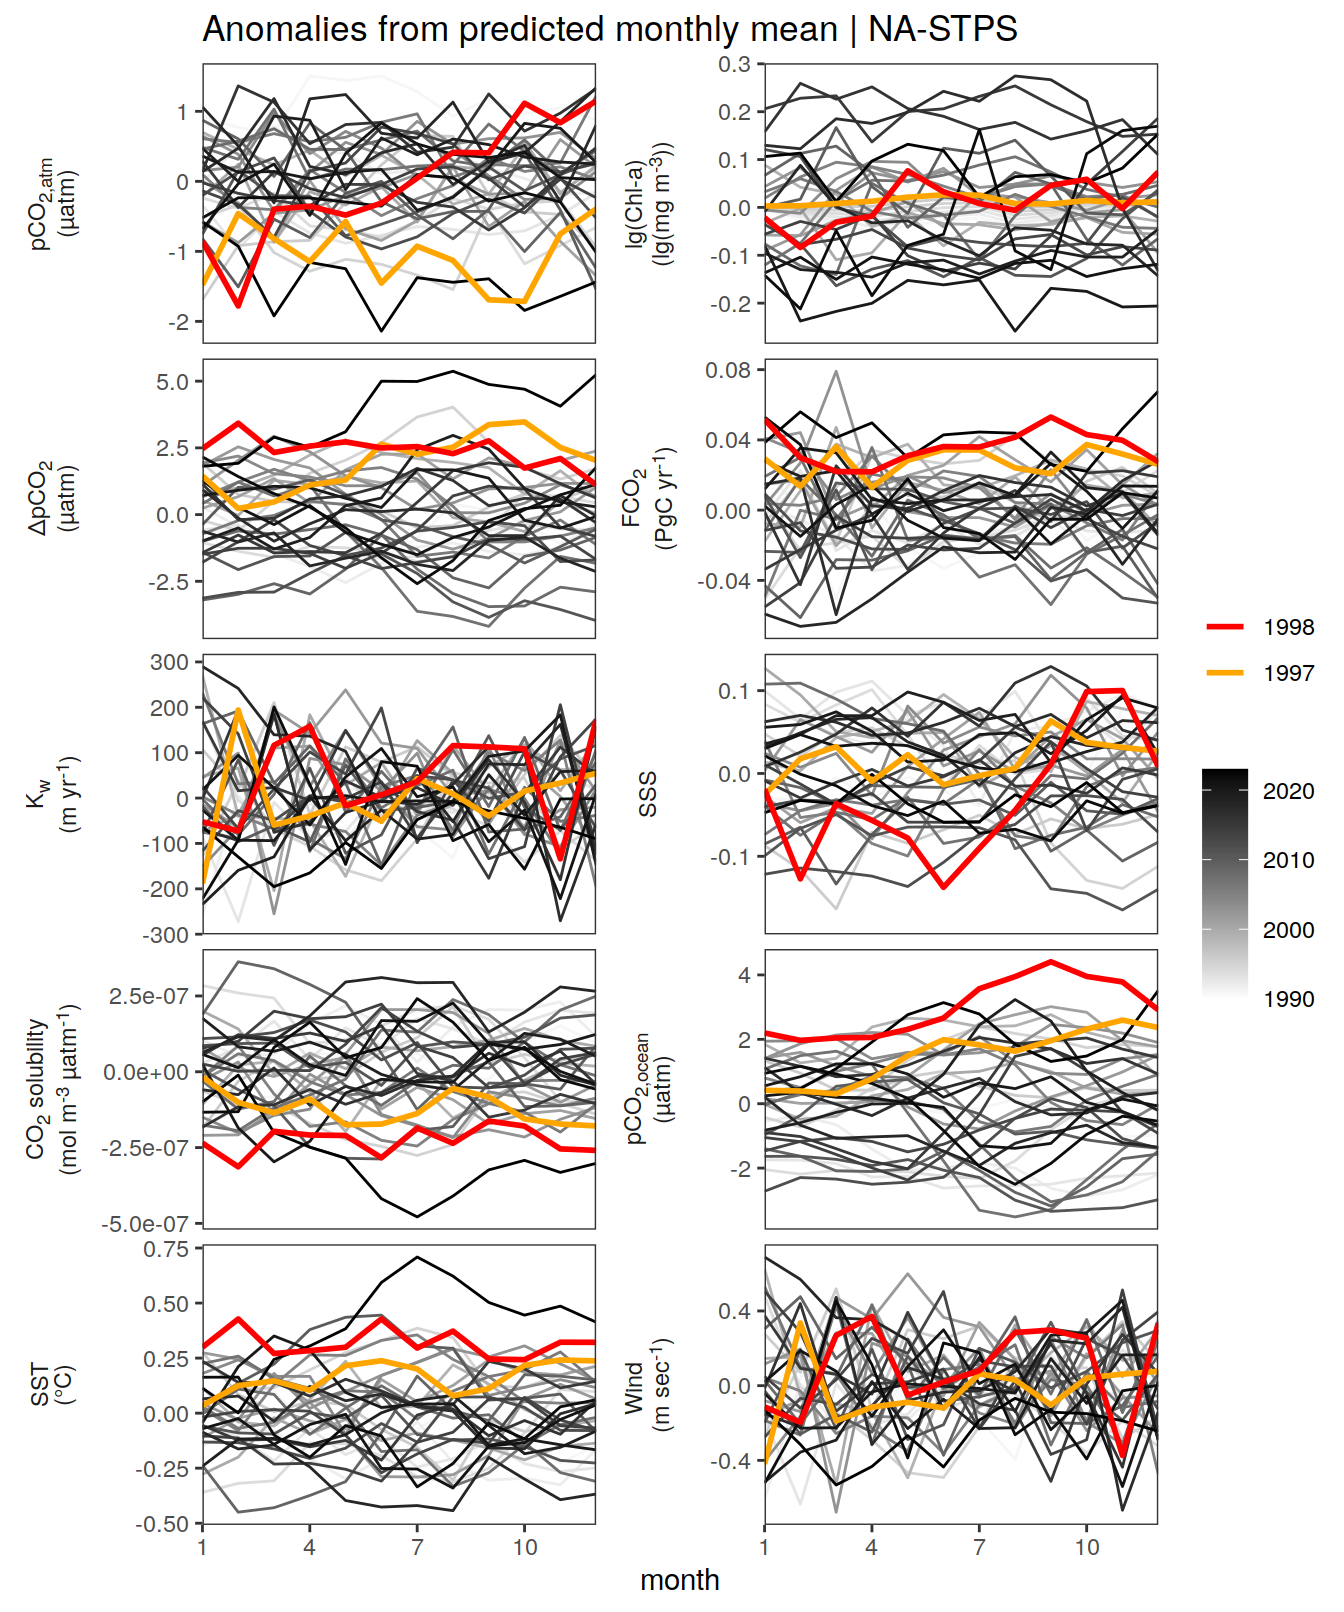 Anomalies from predicted monthly mean | NA-STPS
pCO2,atm
(µatm)
1
0
-1
-2
lg(Chl-a)
(lg(mg m-3))
0.3
0.2
0.1
0.0
-0.1
-0.2
ΔpCO2
(µatm)
5.0
2.5
0.0
-2.5
FCO2
(PgC yr-1)
0.08
0.04
0.00
-0.04
Kw
(m yr-1)
300
200
100
0
-100
-200
-300
SSS
0.1
0.0
-0.1
CO2 solubility
(mol m-3 µatm-1)
2.5e-07
0.0e+00
-2.5e-07
-5.0e-07
pCO2,ocean
(µatm)
4
2
0
-2
SST
(°C)
0.75
0.50
0.25
0.00
-0.25
-0.50
1 4 7 10
Wind
(m sec-1)
0.4
0.0
-0.4
1 4 7 10
month
1998
1997
2020
2010
2000
1990